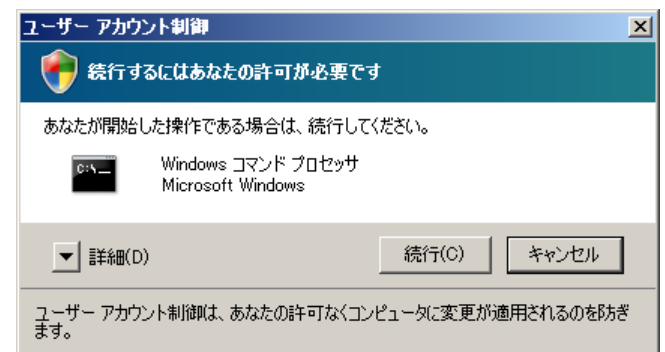 ユーザー アカウント制御
続行するにはあなたの許可が必要です
あなたが開始した操作である場合は、続行してください。
C:\_
Windows コマンド プロセッサ
Microsoft Windows
詳細(D)
続行(C)
キャンセル
ユーザー アカウント制御は、あなたの許可なくコンピュータに変更が適用されるのを防ぎ
ます。